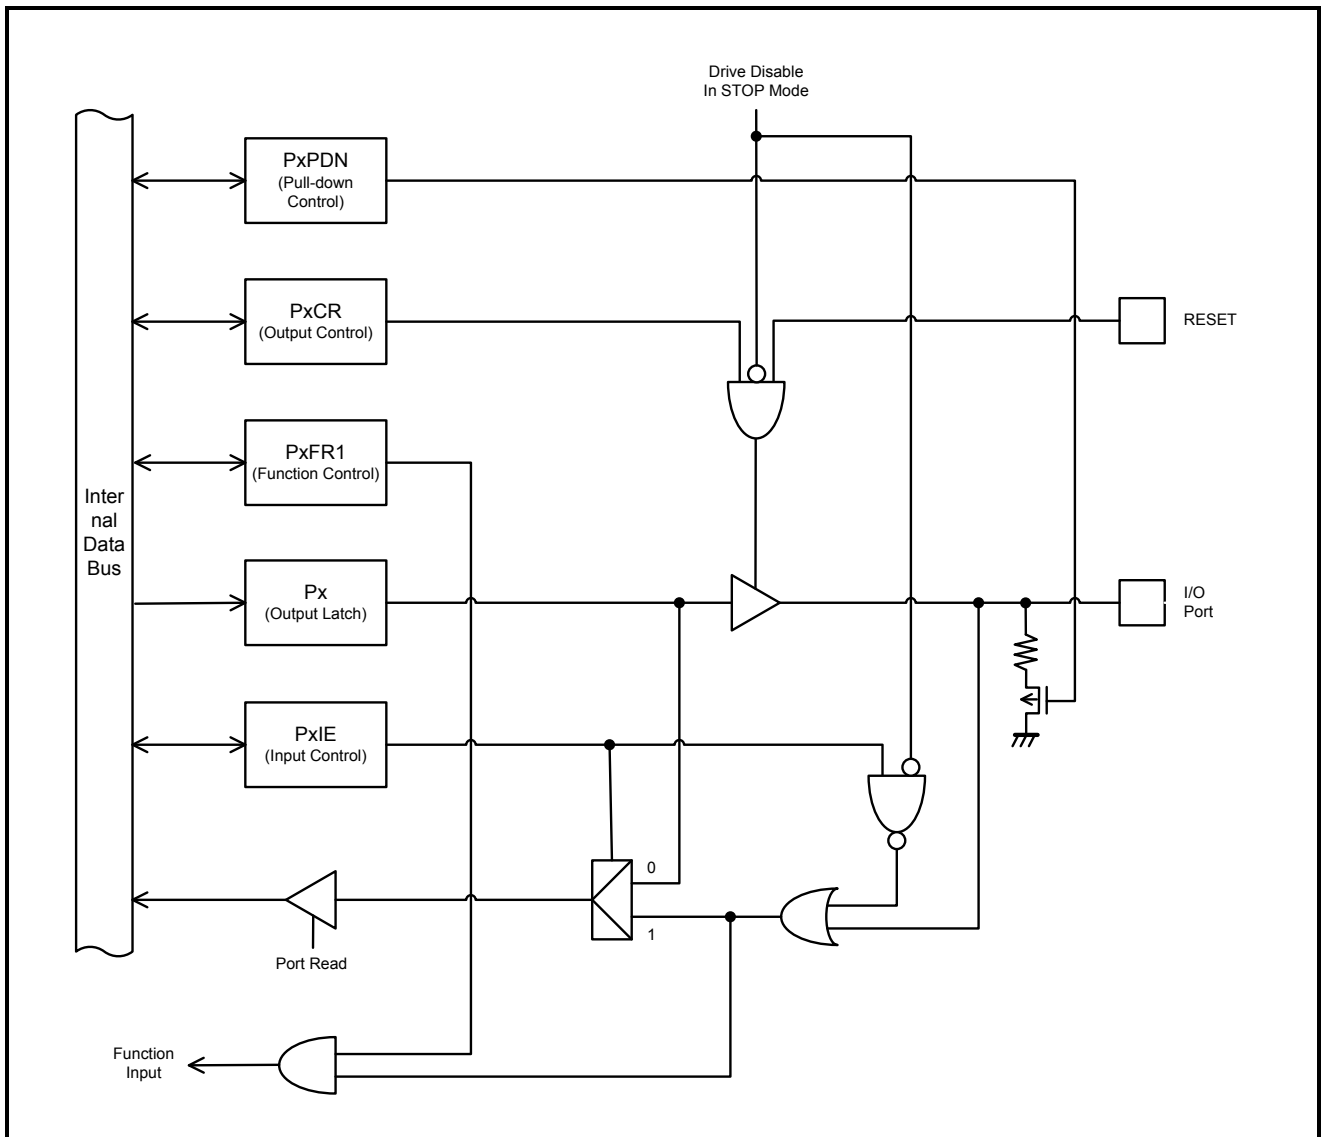 Drive Disable
In STOP Mode
PxPDN
(Pull-down
Control)
PxCR
(Output Control)
RESET
PxFR1
(Function Control)
Inter
nal
Data
Bus
Px
(Output Latch)
I/O
Port
PxIE
(Input Control)
0
1
Port Read
Function
Input